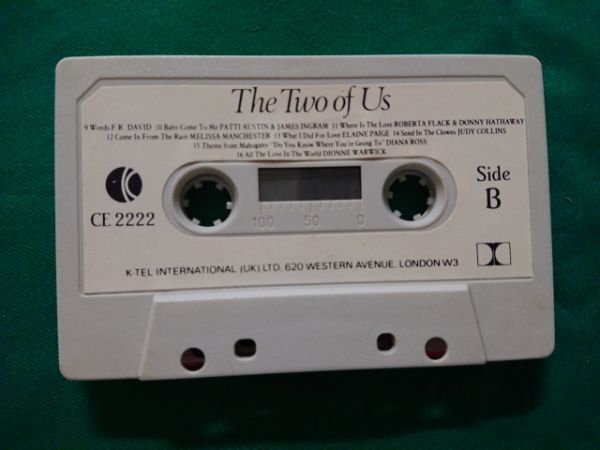 The Two of Us
9 Words F.R. DAVID 10 Baby Come To Me PATTI AUSTIN & JAMES INGRAM 11 Where Is The Love ROBERTA FLACK & DONNY HATHAWAY
12 Come In From The Rain MELISSA MANCHESTER 13 What I Did For Love ELAINE PAIGE 14 Send In The Clowns JUDY COLLINS
15 Theme from Mahogany "Do You Know Where You're Going To" DIANA ROSS
16 All The Love In The World DIONNE WARWICK
CE 2222
Side
B
100 50 0
K-TEL INTERNATIONAL (UK) LTD. 620 WESTERN AVENUE, LONDON W3